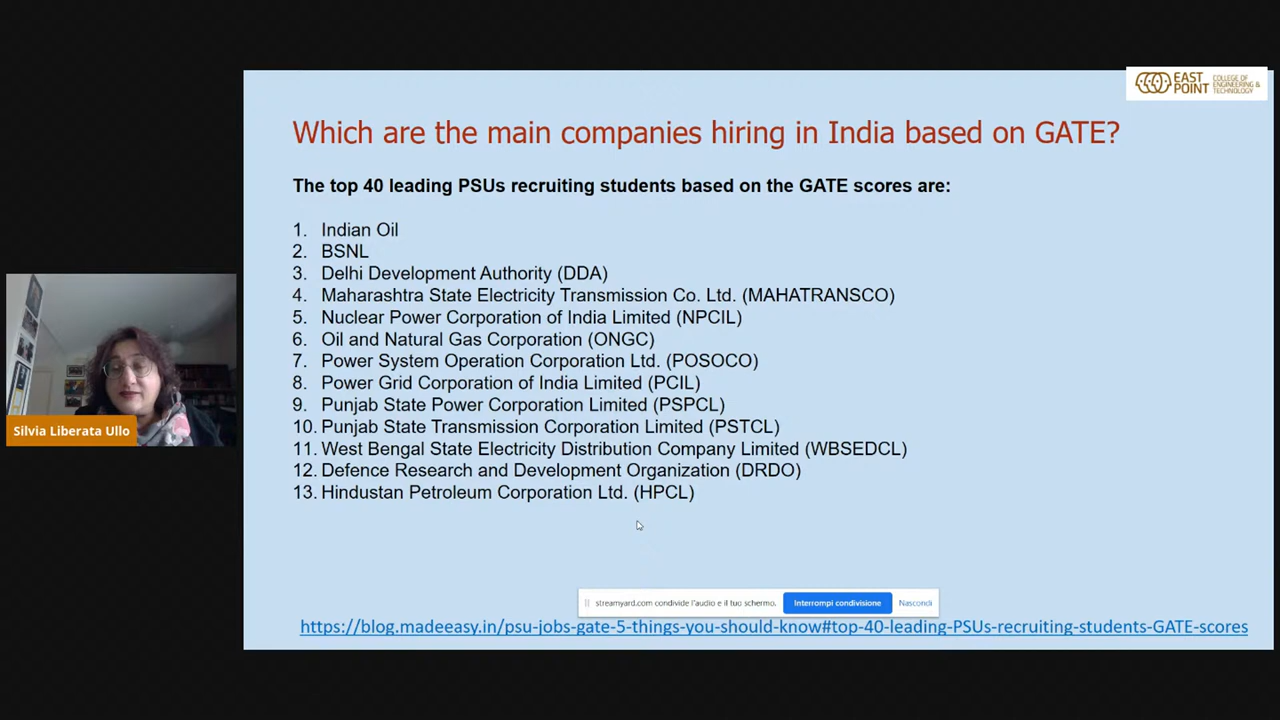 EAST
POINT
COLLEGE OF
ENGINEERING &
TECHNOLOGY
Which are the main companies hiring in India based on GATE?
The top 40 leading PSUs recruiting students based on the GATE scores are:
1. Indian Oil
2. BSNL
3. Delhi Development Authority (DDA)
4. Maharashtra State Electricity Transmission Co. Ltd. (MAHATRANSCO)
5. Nuclear Power Corporation of India Limited (NPCIL)
6. Oil and Natural Gas Corporation (ONGC)
7. Power System Operation Corporation Ltd. (POSOCO)
8. Power Grid Corporation of India Limited (PCIL)
9. Punjab State Power Corporation Limited (PSPCL)
10. Punjab State Transmission Corporation Limited (PSTCL)
11. West Bengal State Electricity Distribution Company Limited (WBSEDCL)
12. Defence Research and Development Organization (DRDO)
13. Hindustan Petroleum Corporation Ltd. (HPCL)
Silvia Liberata Ullo
streamyard.com condivide l'audio e il tuo schermo. Interrompi condivisione Nascondi
https://blog.madeeasy.in/psu-jobs-gate-5-things-you-should-know#top-40-leading-PSUs-recruiting-students-GATE-scores